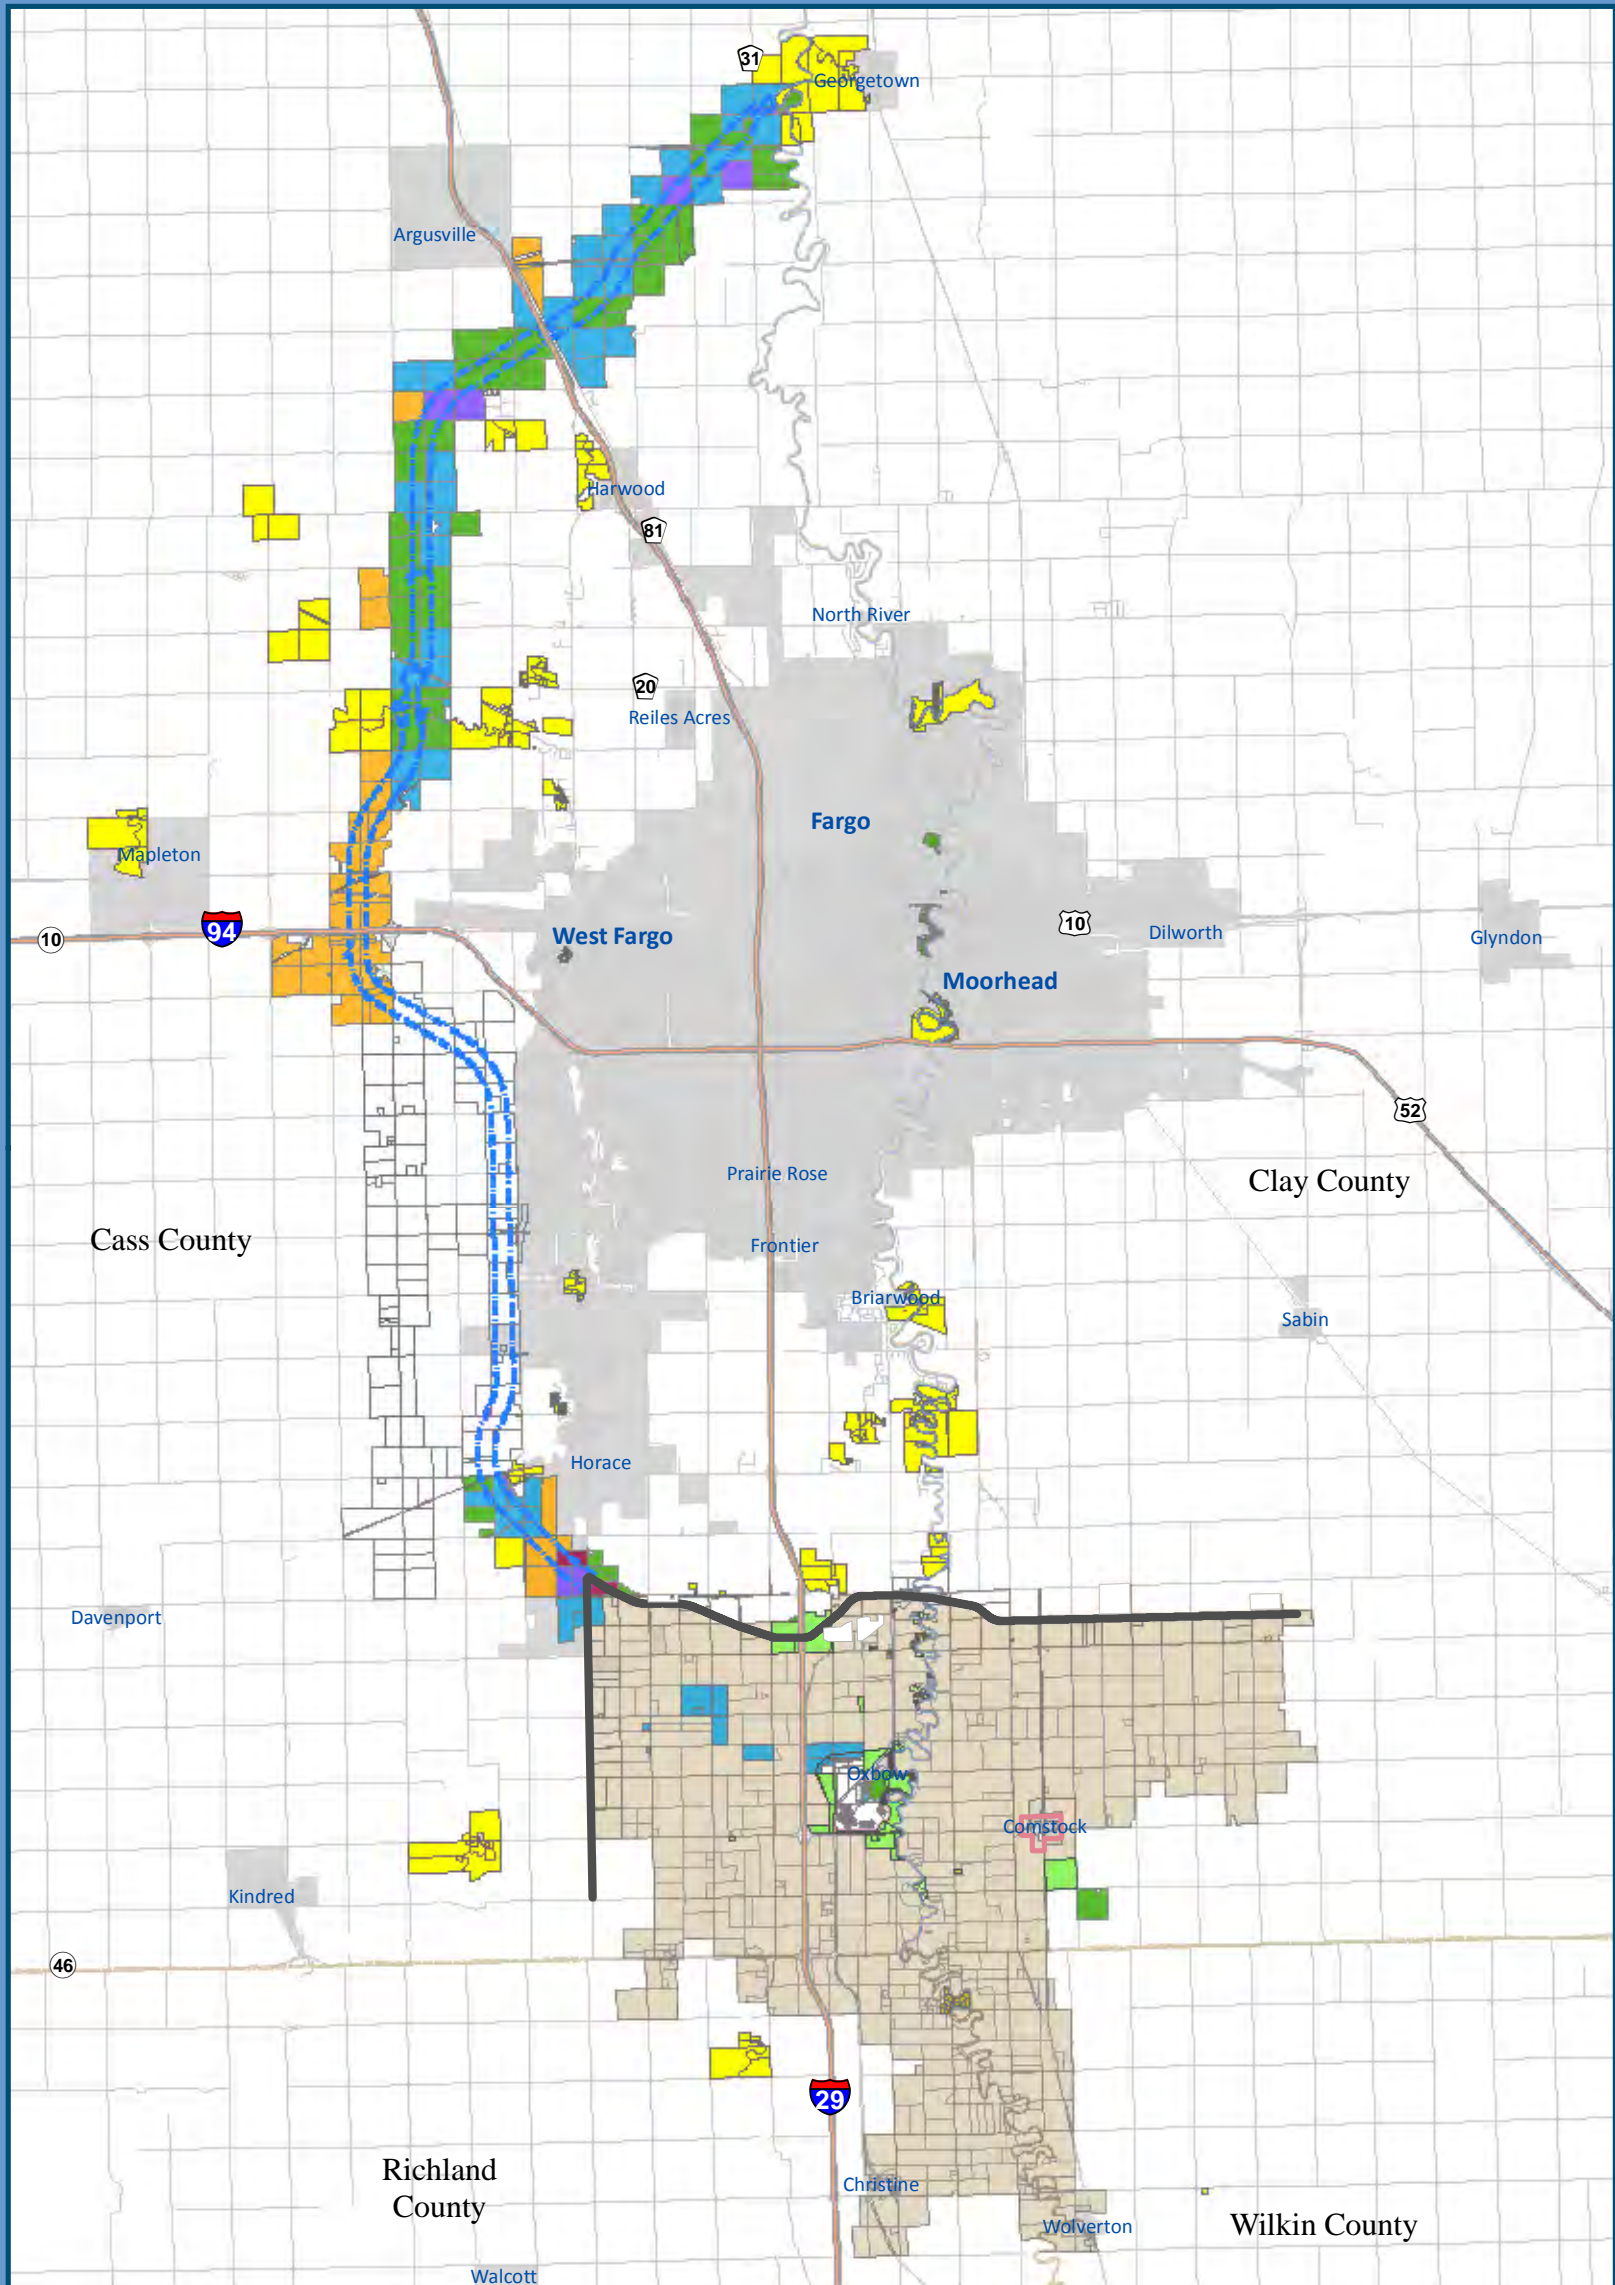 31
Georgetown
Argusville
Harwood
81
North River
20
Reiles Acres
Fargo
Mapleton
94
10
West Fargo
10
Dilworth
Glyndon
Moorhead
52
Prairie Rose
Clay County
Cass County
Frontier
Briarwood
Sabin
Horace
Davenport
Oxbow
Comstock
Kindred
46
29
Richland
County
Christine
Wolverton
Wilkin County
Walcott